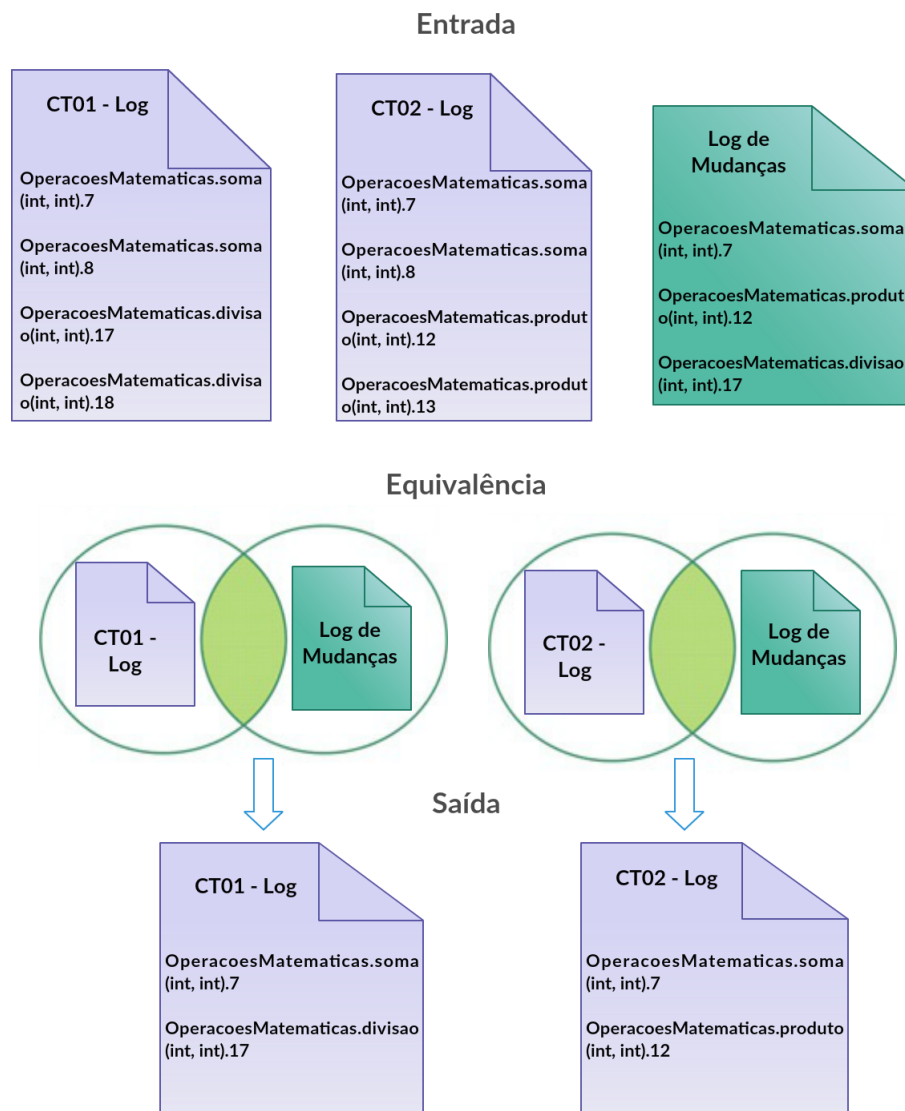 Entrada
CT01 - Log
OperacoesMatematicas.soma
(int, int).7
OperacoesMatematicas.soma
(int, int).8
OperacoesMatematicas.divisa
o(int, int).17
OperacoesMatematicas.divisa
o(int, int).18
CT02 - Log
OperacoesMatematicas.soma
(int, int).7
OperacoesMatematicas.soma
(int, int).8
OperacoesMatematicas.produt
o(int, int).12
OperacoesMatematicas.produt
o(int, int).13
Log de
Mudanças
OperacoesMatematicas.soma
(int, int).7
OperacoesMatematicas.produt
o(int, int).12
OperacoesMatematicas.divisao
(int, int).17
Equivalência
CT01 -
Log
Log de
Mudanças
CT02 -
Log
Log de
Mudanças
Saída
CT01 - Log
OperacoesMatematicas.soma
(int, int).7
OperacoesMatematicas.divisao
(int, int).17
CT02 - Log
OperacoesMatematicas.soma
(int, int).7
OperacoesMatematicas.produto
(int, int).12